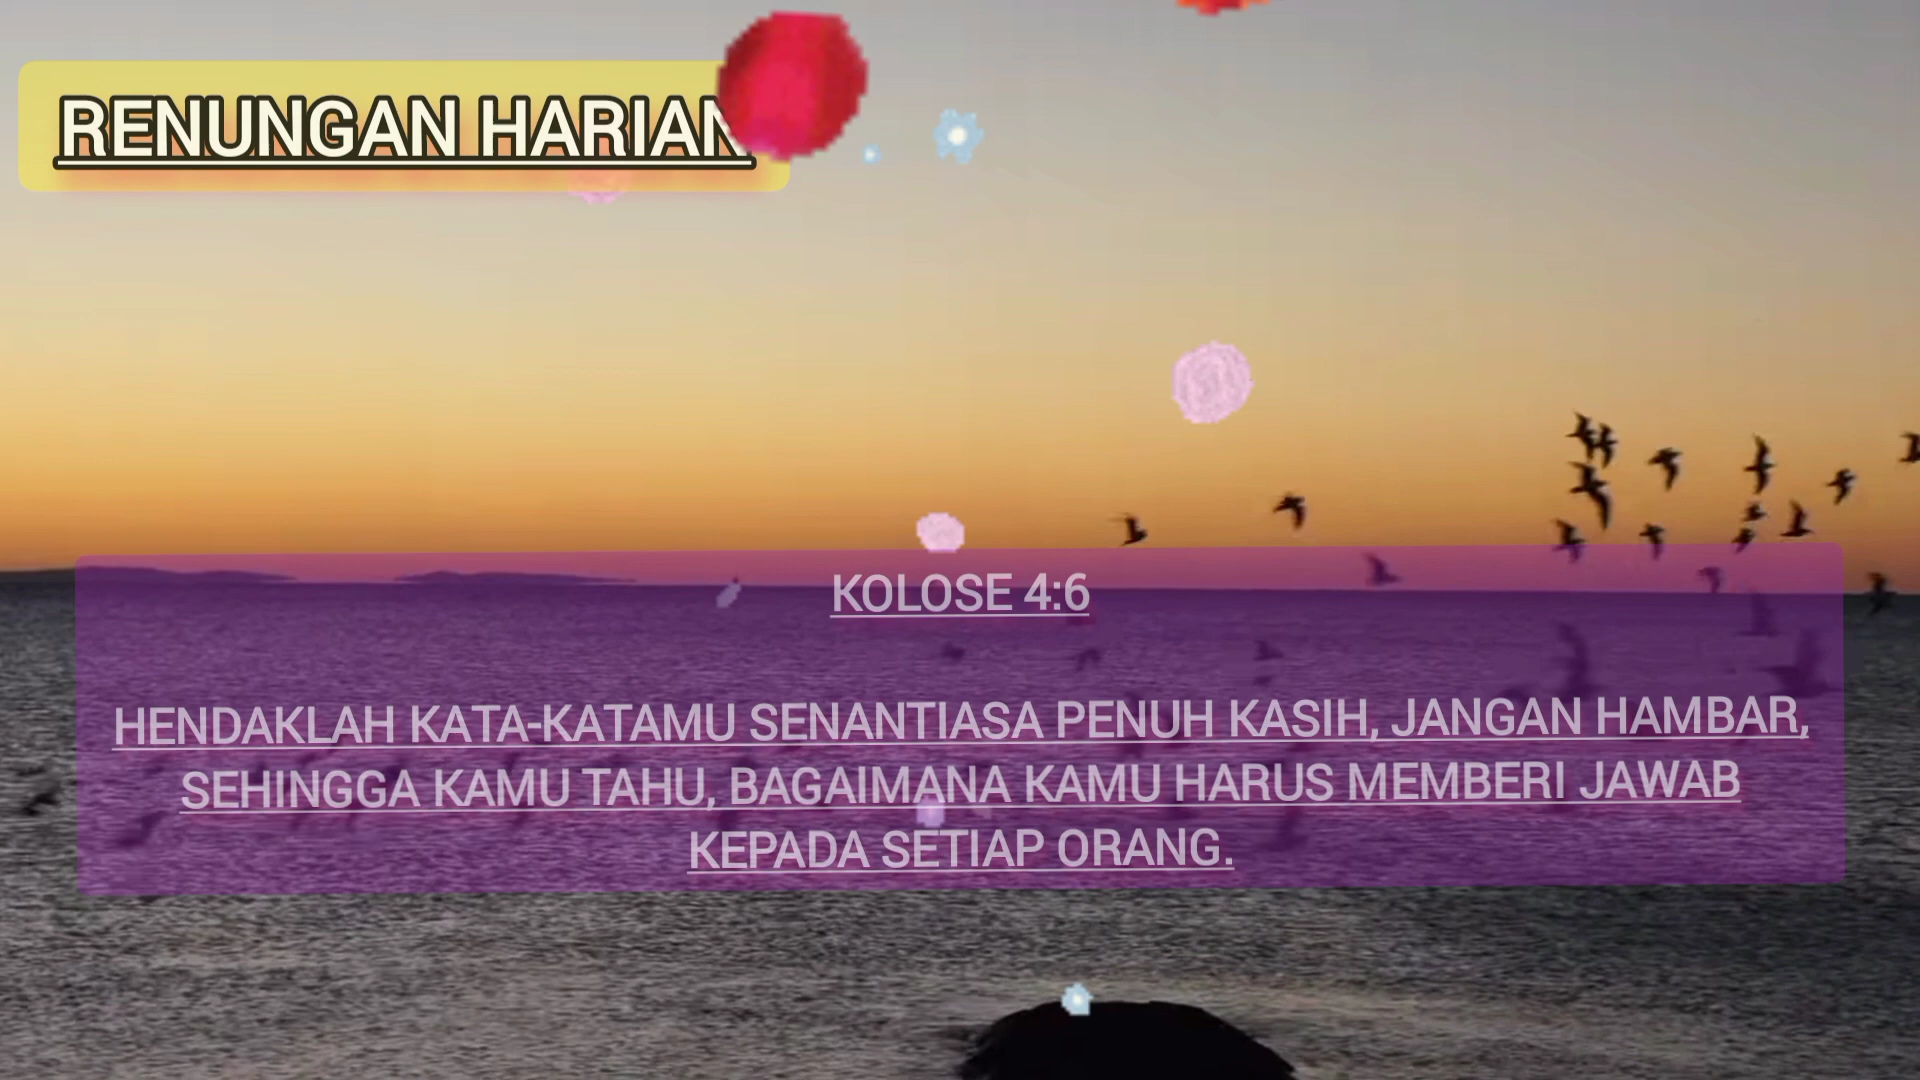 RENUNGAN HARIAN
KOLOSE 4:6
HENDAKLAH KATA-KATAMU SENANTIASA PENUH KASIH, JANGAN HAMBAR,
SEHINGGA KAMU TAHU, BAGAIMANA KAMU HARUS MEMBERI JAWAB
KEPADA SETIAP ORANG.